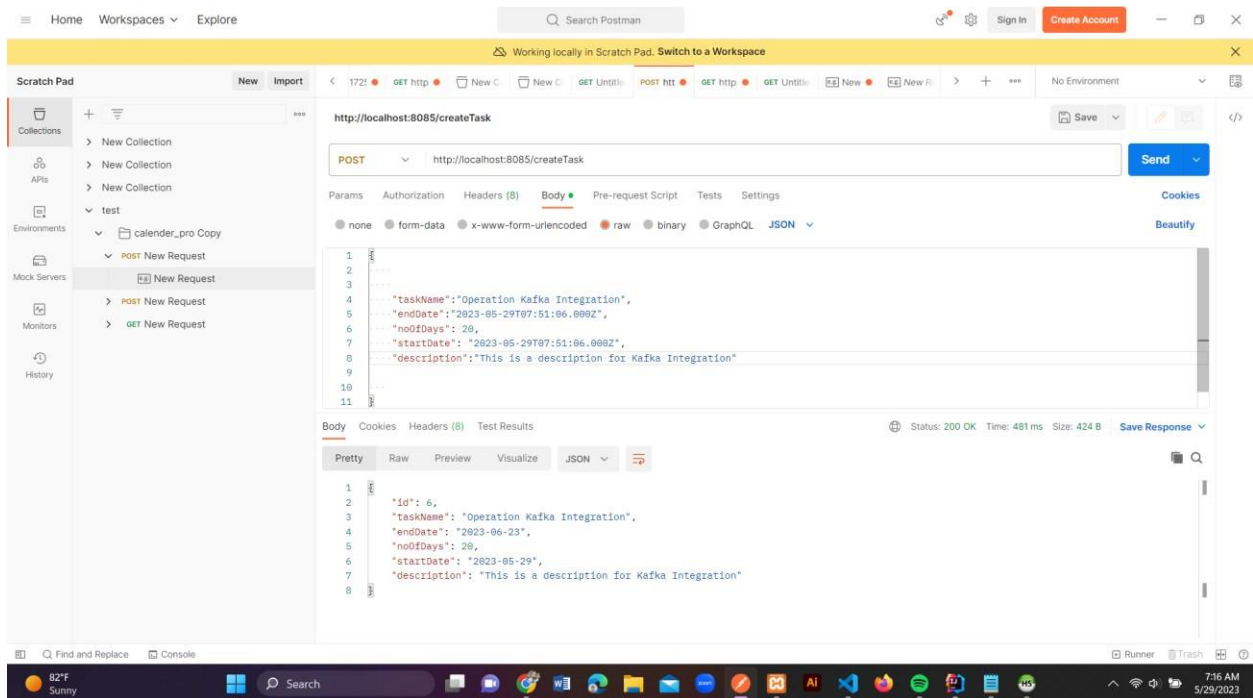 Home Workspaces Explore Search Postman Sign In Create Account
Working locally in Scratch Pad. Switch to a Workspace
Scratch Pad New Import
GET http New C New C GET Untitle POST htt GET http GET Untitle New New R No Environment
Collections
APIs
Environments
Mock Servers
Monitors
History
New Collection
New Collection
New Collection
test
calender_pro Copy
POST New Request
New Request
POST New Request
GET New Request
http://localhost:8085/createTask Save
POST http://localhost:8085/createTask Send
Params Authorization Headers (8) Body Pre-request Script Tests Settings Cookies
none form-data x-www-form-urlencoded raw binary GraphQL JSON Beautify
1 {
2
3
4 "taskName":"Operation Kafka Integration",
5 "endDate":"2023-05-29T07:51:06.000Z",
6 "noOfDays": 20,
7 "startDate": "2023-05-29T07:51:06.000Z",
8 "description":"This is a description for Kafka Integration"
9
10
11 }
Body Cookies Headers (8) Test Results Status: 200 OK Time: 481 ms Size: 424 B Save Response
Pretty Raw Preview Visualize JSON
1 {
2 "id": 6,
3 "taskName": "Operation Kafka Integration",
4 "endDate": "2023-06-23",
5 "noOfDays": 20,
6 "startDate": "2023-05-29",
7 "description": "This is a description for Kafka Integration"
8 }
Find and Replace Console Runner Trash
82°F
Sunny
Search
7:16 AM
5/29/2023